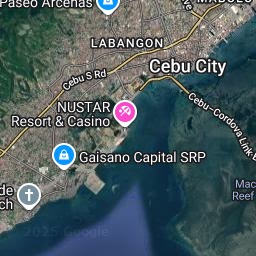 Paseo Arcenas
LABANGON
Cebu City
Cebu S Rd
NUSTAR
Resort & Casino
Cebu-Cordova Link
Gaisano Capital SRP
Mac
Reef
de
ch
2025 Google